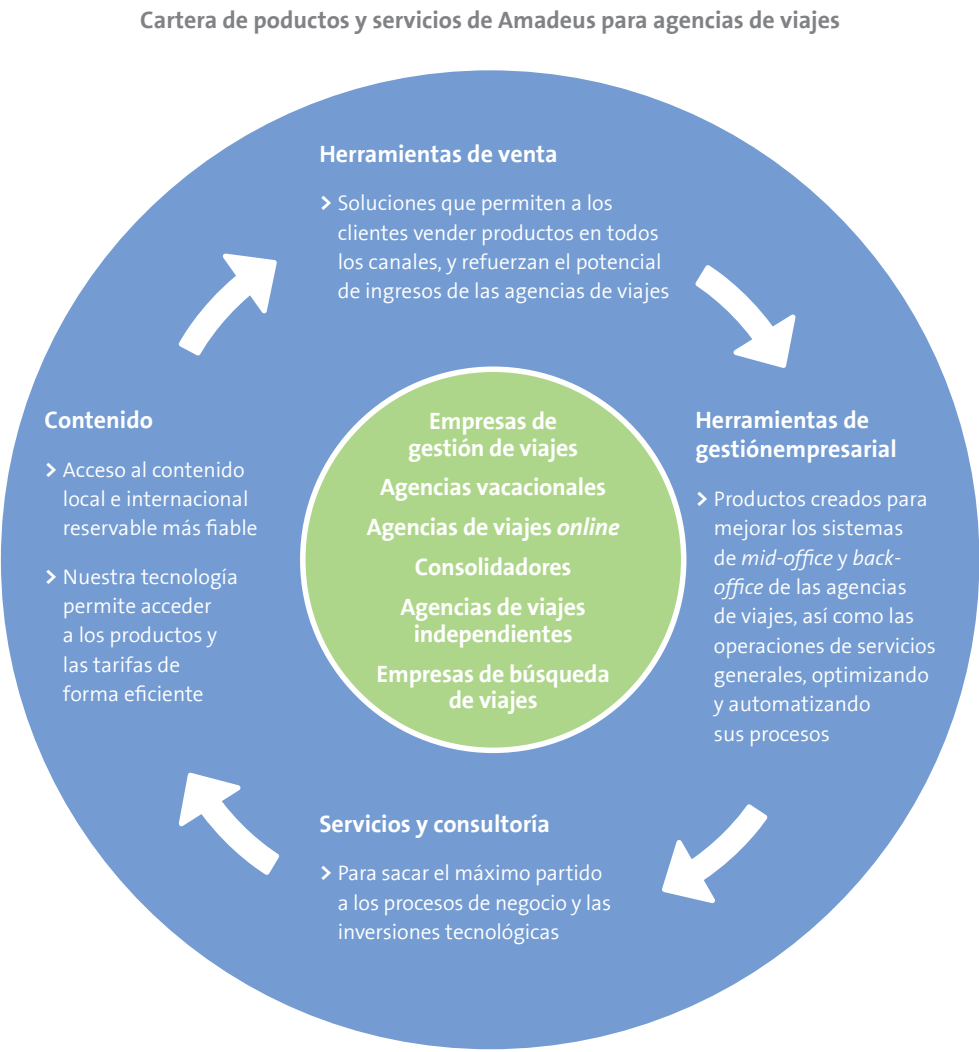 Cartera de poductos y servicios de Amadeus para agencias de viajes
Herramientas de venta
> Soluciones que permiten a los
clientes vender productos en todos
los canales, y refuerzan el potencial
de ingresos de las agencias de viajes
Contenido
> Acceso al contenido
local e internacional
reservable más fiable
> Nuestra tecnología
permite acceder
a los productos y
las tarifas de
forma eficiente
Empresas de
gestión de viajes
Agencias vacacionales
Agencias de viajes online
Consolidadores
Agencias de viajes
independientes
Empresas de búsqueda
de viajes
Herramientas de
gestiónempresarial
> Productos creados para
mejorar los sistemas
de mid-office y back-
office de las agencias
de viajes, así como las
operaciones de servicios
generales, optimizando
y automatizando
sus procesos
Servicios y consultoría
> Para sacar el máximo partido
a los procesos de negocio y las
inversiones tecnológicas